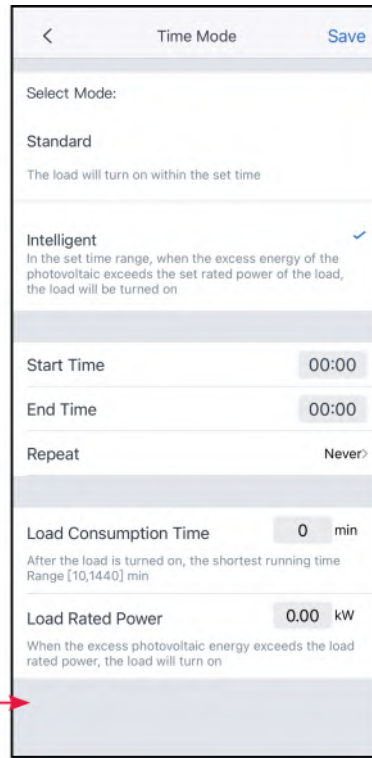 Time Mode Save
Select Mode:
Standard
The load will turn on within the set time
Intelligent
In the set time range, when the excess energy of the
photovoltaic exceeds the set rated power of the load,
the load will be turned on
Start Time 00:00
End Time 00:00
Repeat Never
Load Consumption Time 0 min
After the load is turned on, the shortest running time
Range [10,1440] min
Load Rated Power 0.00 kW
When the excess photovoltaic energy exceeds the load
rated power, the load will turn on